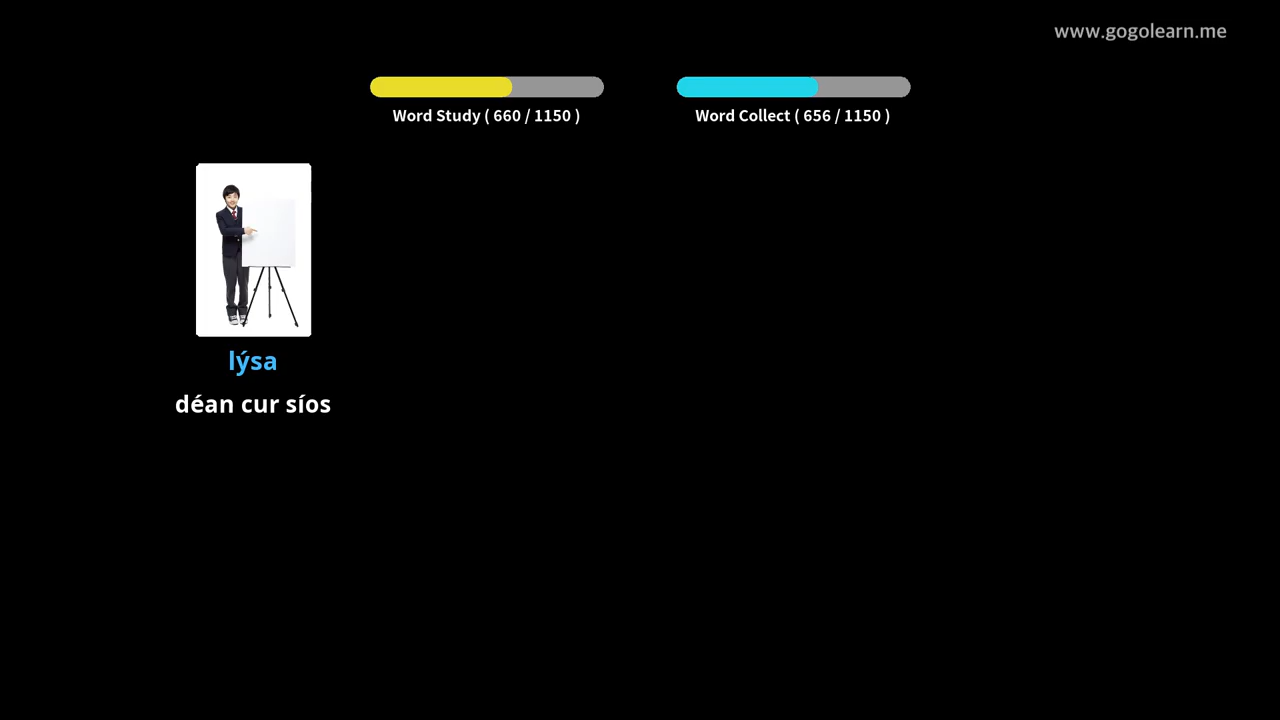 www.gogolearn.me
Word Study ( 660 / 1150 )
Word Collect ( 656 / 1150 )
lýsa
déan cur síos